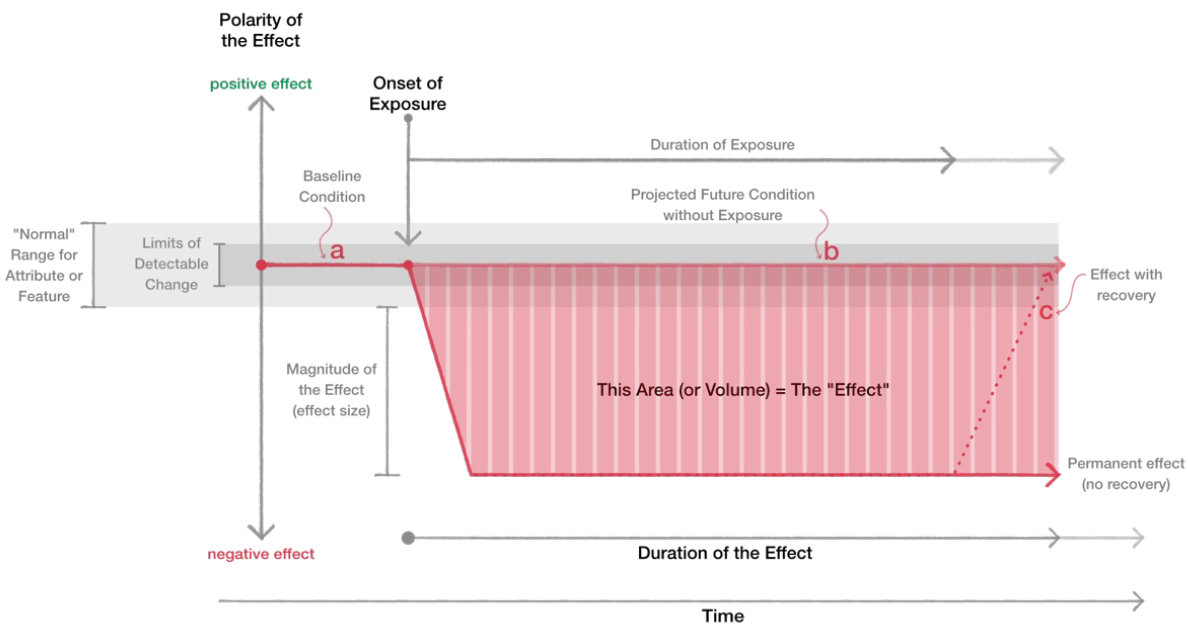 Polarity of
the Effect
positive effect
Onset of
Exposure
Duration of Exposure
Baseline
Condition
Projected Future Condition
without Exposure
"Normal"
Range for
Attribute or
Feature
Limits of
Detectable
Change
a
b
Effect with
recovery
c
Magnitude of
the Effect
(effect size)
This Area (or Volume) = The "Effect"
Permanent effect
(no recovery)
negative effect
Duration of the Effect
Time